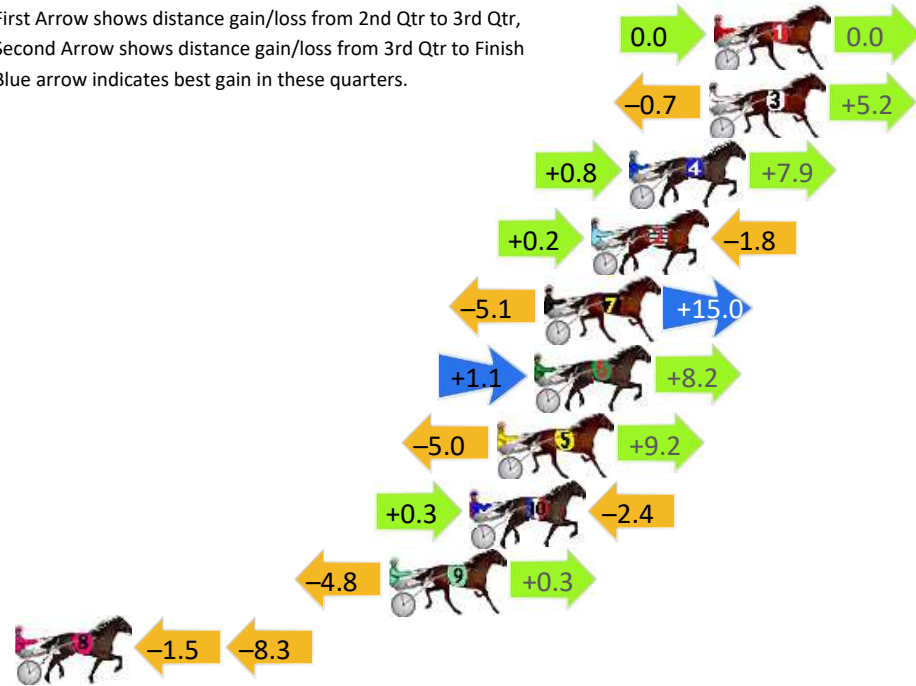 First Arrow shows distance gain/loss from 2nd Qtr to 3rd Qtr,
Second Arrow shows distance gain/loss from 3rd Qtr to Finish
Blue arrow indicates best gain in these quarters.
0.0 1 0.0
–0.7 3 +5.2
+0.8 4 +7.9
+0.2 2 –1.8
–5.1 7 +15.0
+1.1 6 +8.2
–5.0 5 +9.2
+0.3 10 –2.4
–4.8 9 +0.3
8 –1.5 –8.3